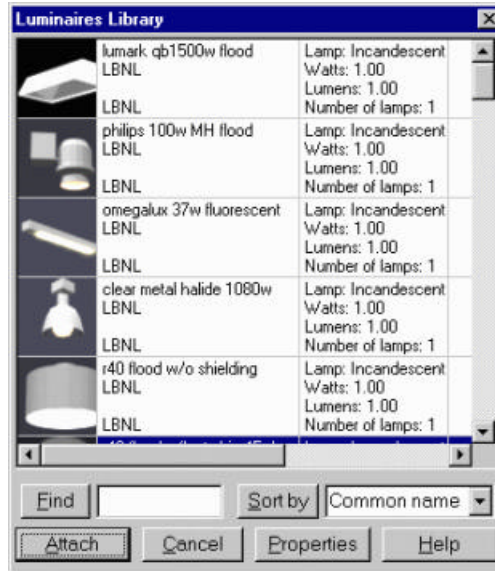 Luminaires Library
lumark qb1500w flood
LBNL
LBNL
Lamp: Incandescent
Watts: 1.00
Lumens: 1.00
Number of lamps: 1
philips 100w MH flood
LBNL
LBNL
Lamp: Incandescent
Watts: 1.00
Lumens: 1.00
Number of lamps: 1
omegalux 37w fluorescent
LBNL
LBNL
Lamp: Incandescent
Watts: 1.00
Lumens: 1.00
Number of lamps: 1
clear metal halide 1080w
LBNL
LBNL
Lamp: Incandescent
Watts: 1.00
Lumens: 1.00
Number of lamps: 1
r40 flood w/o shielding
LBNL
LBNL
Lamp: Incandescent
Watts: 1.00
Lumens: 1.00
Number of lamps: 1
Find
Sort by
Common name
Attach
Cancel
Properties
Help